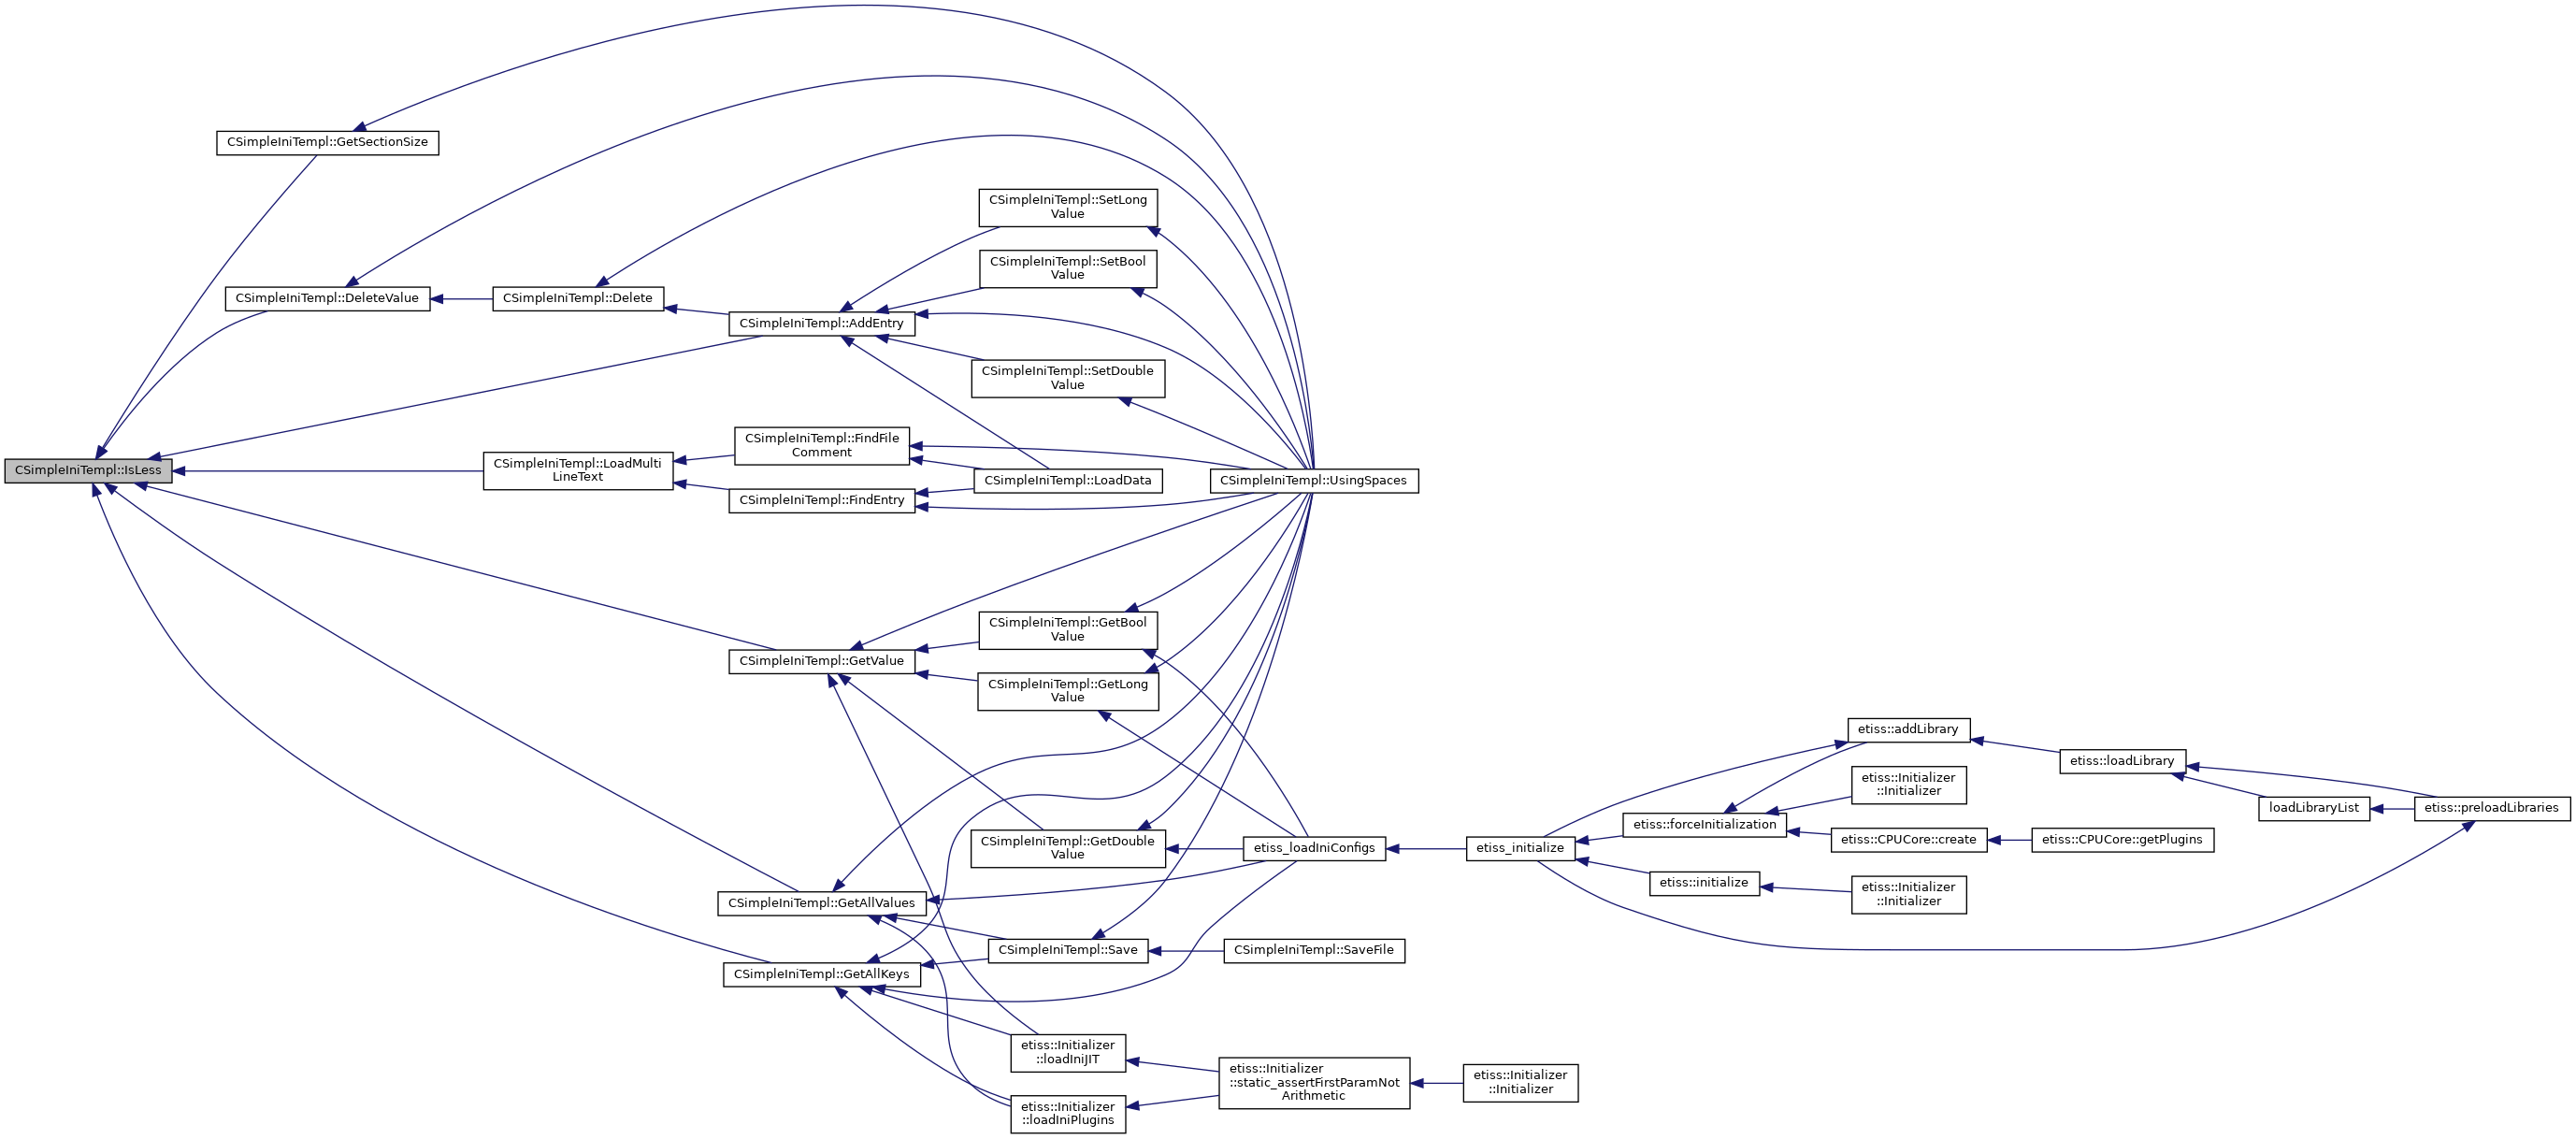 CSimpleIniTempl::IsLess
CSimpleIniTempl::GetSectionSize
CSimpleIniTempl::DeleteValue
CSimpleIniTempl::Delete
CSimpleIniTempl::AddEntry
CSimpleIniTempl::SetLong
Value
CSimpleIniTempl::SetBool
Value
CSimpleIniTempl::SetDouble
Value
CSimpleIniTempl::LoadMulti
LineText
CSimpleIniTempl::FindFile
Comment
CSimpleIniTempl::FindEntry
CSimpleIniTempl::LoadData
CSimpleIniTempl::UsingSpaces
CSimpleIniTempl::GetValue
CSimpleIniTempl::GetBool
Value
CSimpleIniTempl::GetLong
Value
CSimpleIniTempl::GetDouble
Value
CSimpleIniTempl::GetAllValues
CSimpleIniTempl::GetAllKeys
CSimpleIniTempl::Save
CSimpleIniTempl::SaveFile
etiss::Initializer
::loadIniJIT
etiss::Initializer
::loadIniPlugins
etiss::Initializer
::static_assertFirstParamNot
Arithmetic
etiss::Initializer
::Initializer
etiss_loadIniConfigs
etiss_initialize
etiss::addLibrary
etiss::forceInitialization
etiss::initialize
etiss::Initializer
::Initializer
etiss::CPUCore::create
etiss::Initializer
::Initializer
etiss::CPUCore::getPlugins
etiss::loadLibrary
loadLibraryList
etiss::preloadLibraries